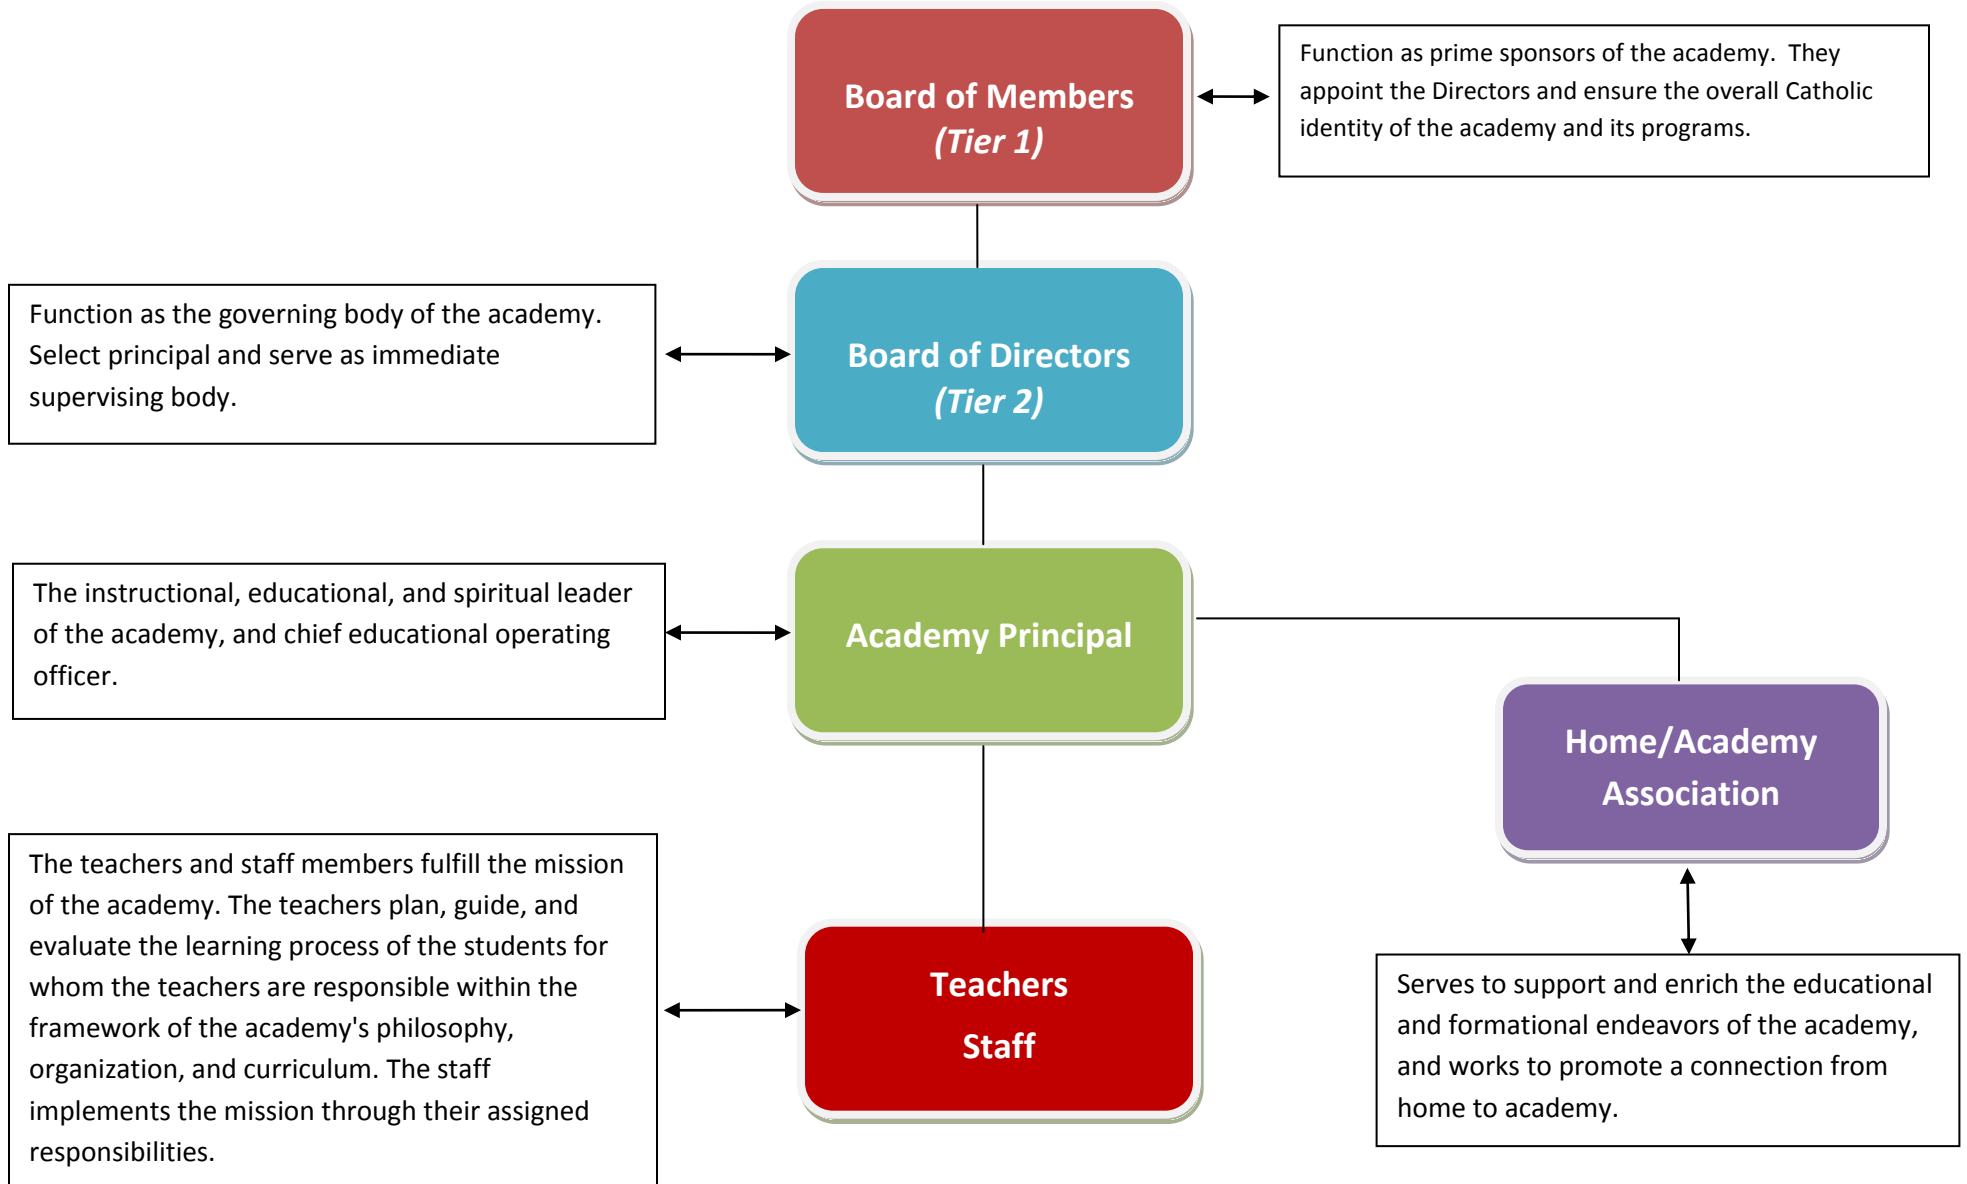 Board of Members
(Tier 1)
Function as prime sponsors of the academy.  They
appoint the Directors and ensure the overall Catholic
identity of the academy and its programs.
Function as the governing body of the academy.
Select principal and serve as immediate
supervising body.
Board of Directors
(Tier 2)
The instructional, educational, and spiritual leader
of the academy, and chief educational operating
officer.
Academy Principal
Home/Academy
Association
The teachers and staff members fulfill the mission
of the academy. The teachers plan, guide, and
evaluate the learning process of the students for
whom the teachers are responsible within the
framework of the academy's philosophy,
organization, and curriculum. The staff
implements the mission through their assigned
responsibilities.
Teachers
Staff
Serves to support and enrich the educational
and formational endeavors of the academy,
and works to promote a connection from
home to academy.